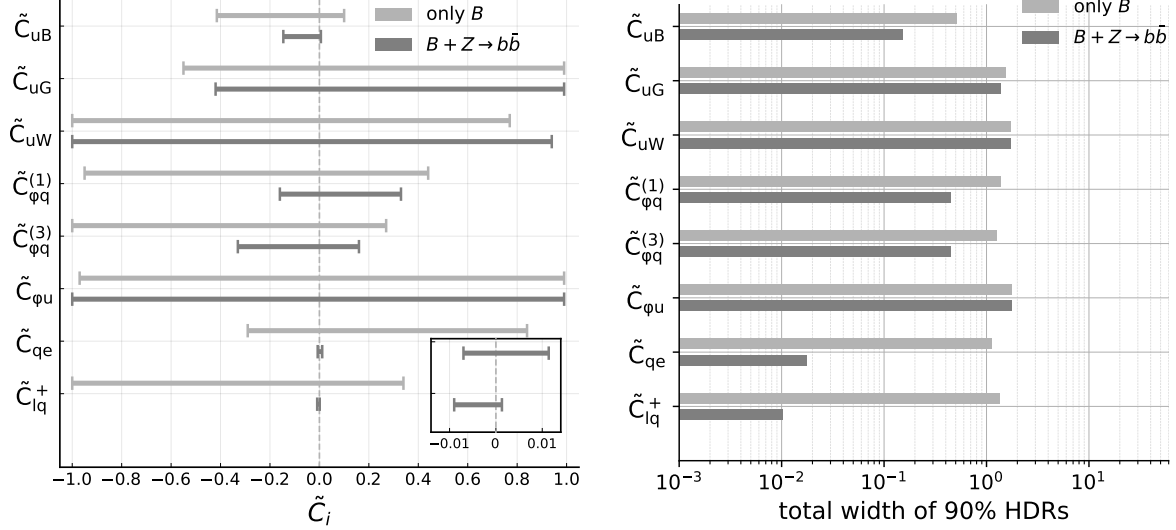 only B
B + Z → bb̄
C̃uB
C̃uG
C̃uW
C̃φq(1)
C̃φq(3)
C̃φu
C̃qe
C̃lq+
−0.01 0 0.01
−1.0 −0.8 −0.6 −0.4 −0.2 0.0 0.2 0.4 0.6 0.8 1.0
C̃i
only B
B + Z → bb̄
C̃uB
C̃uG
C̃uW
C̃φq(1)
C̃φq(3)
C̃φu
C̃qe
C̃lq+
10−3 10−2 10−1 100 101
total width of 90% HDRs